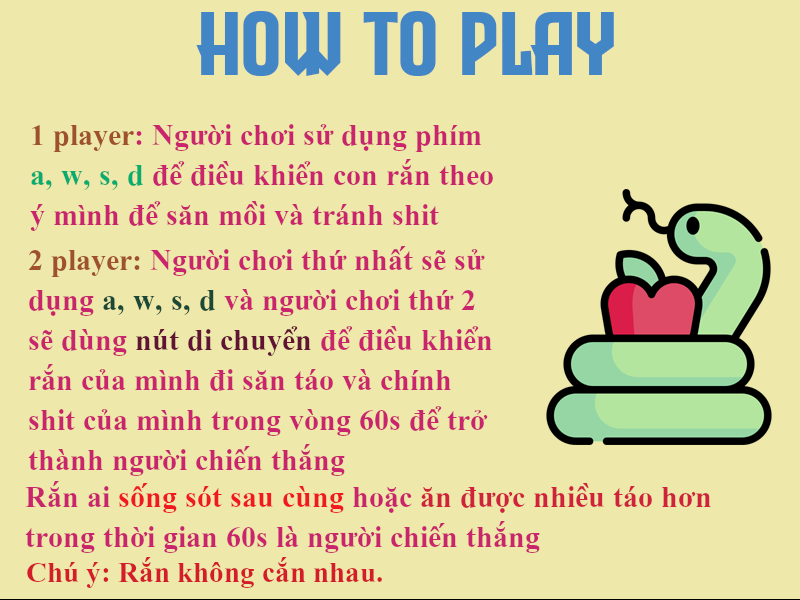 HOW TO PLAY
1 player: Người chơi sử dụng phím
a, w, s, d để điều khiển con rắn theo
ý mình để săn mồi và tránh shit
2 player: Người chơi thứ nhất sẽ sử
dụng a, w, s, d và người chơi thứ 2
sẽ dùng nút di chuyển để điều khiển
rắn của mình đi săn táo và chính
shit của mình trong vòng 60s để trở
thành người chiến thắng
Rắn ai sống sót sau cùng hoặc ăn được nhiều táo hơn
trong thời gian 60s là người chiến thắng
Chú ý: Rắn không cắn nhau.